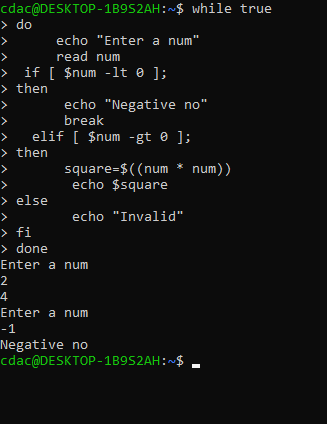 cdac@DESKTOP-1B9S2AH:~$ while true
> do
>       echo "Enter a num"
>       read num
>  if [ $num -lt 0 ];
> then
>        echo "Negative no"
>        break
>   elif [ $num -gt 0 ];
> then
>        square=$((num * num))
>         echo $square
> else
>         echo "Invalid"
> fi
> done
Enter a num
2
4
Enter a num
-1
Negative no
cdac@DESKTOP-1B9S2AH:~$